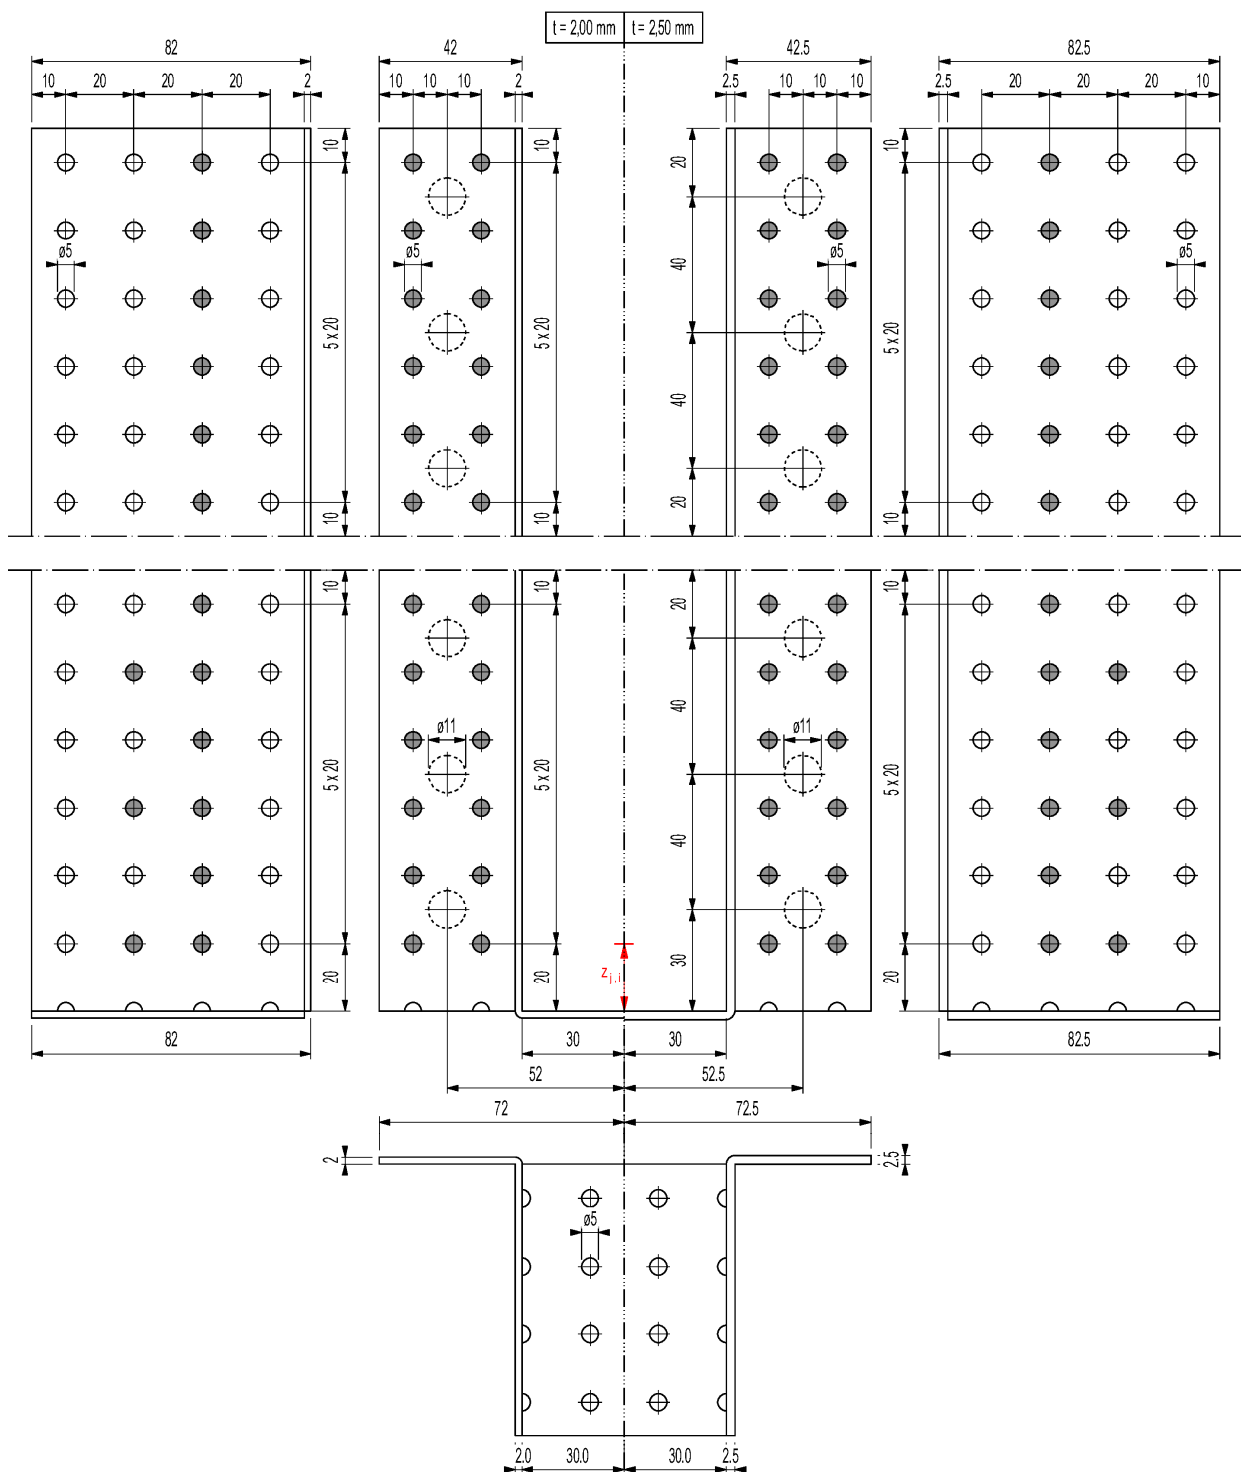 t = 2,00 mm t = 2,50 mm
82 42 42.5 82.5
10 20 20 20 2 10 10 10 2 2.5 10 10 10 2.5 20 20 20 10
10 10 20 10
ø5 ø5 ø5 ø5
40
5 x 20 5 x 20 5 x 20
40
10 10 20 10
10 10 20 10
40
ø11 ø11
5 x 20 5 x 20 5 x 20
40
20 20 z i,i 30 20
82 30 30 82.5
52 52.5
72 72.5
2 2.5
ø5
2.0 30.0 30.0 2.5